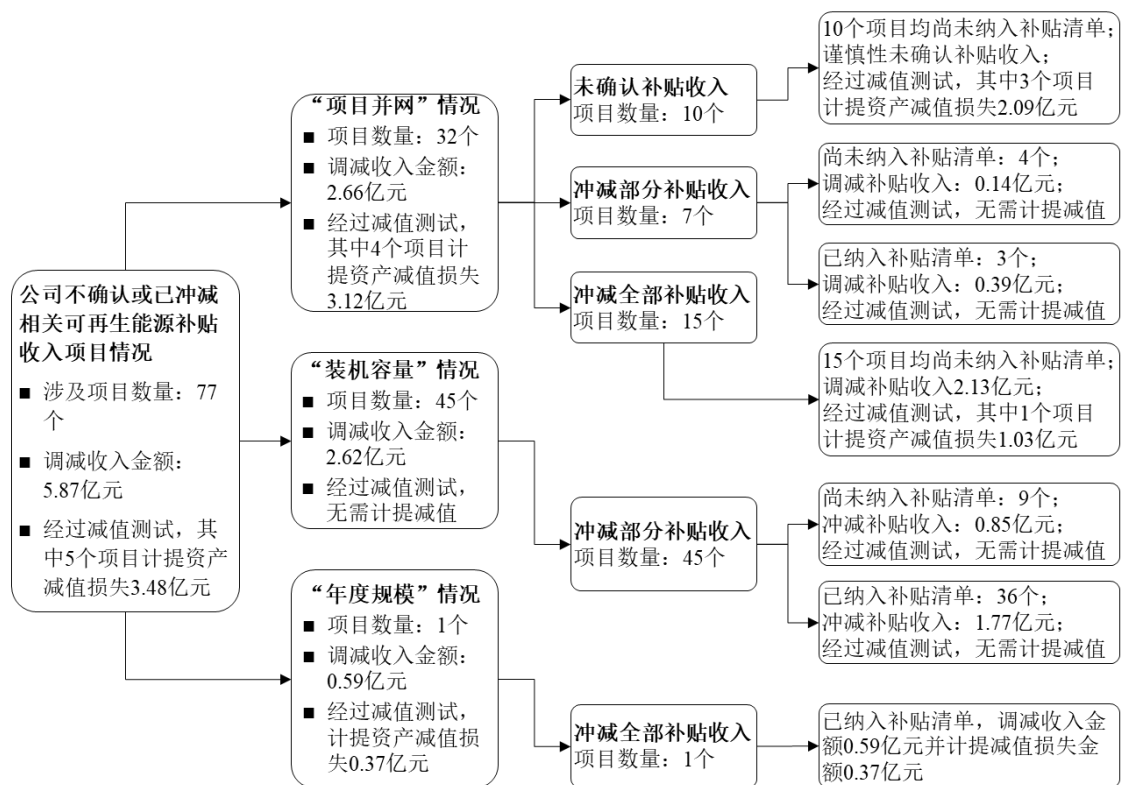 公司不确认或已冲减
相关可再生能源补贴
收入项目情况
■ 涉及项目数量：77
个
■ 调减收入金额：
5.87亿元
■ 经过减值测试，其
中5个项目计提资产
减值损失3.48亿元
“项目并网”情况
■ 项目数量：32个
■ 调减收入金额：
2.66亿元
■ 经过减值测试，
其中4个项目计
提资产减值损失
3.12亿元
“装机容量”情况
■ 项目数量：45个
■ 调减收入金额：
2.62亿元
■ 经过减值测试，
无需计提减值
“年度规模”情况
■ 项目数量：1个
■ 调减收入金额：
0.59亿元
■ 经过减值测试，
计提资产减值损
失0.37亿元
未确认补贴收入
项目数量：10个
冲减部分补贴收入
项目数量：7个
冲减全部补贴收入
项目数量：15个
冲减部分补贴收入
项目数量：45个
冲减全部补贴收入
项目数量：1个
10个项目均尚未纳入补贴清单；
谨慎性未确认补贴收入；
经过减值测试，其中3个项目
计提资产减值损失2.09亿元
尚未纳入补贴清单：4个；
调减补贴收入：0.14亿元；
经过减值测试，无需计提减值
已纳入补贴清单：3个；
调减补贴收入：0.39亿元；
经过减值测试，无需计提减值
15个项目均尚未纳入补贴清单；
调减补贴收入2.13亿元；
经过减值测试，其中1个项目
计提资产减值损失1.03亿元
尚未纳入补贴清单：9个；
冲减补贴收入：0.85亿元；
经过减值测试，无需计提减值
已纳入补贴清单：36个；
冲减补贴收入：1.77亿元；
经过减值测试，无需计提减值
已纳入补贴清单，调减收入金
额0.59亿元并计提减值损失金
额0.37亿元